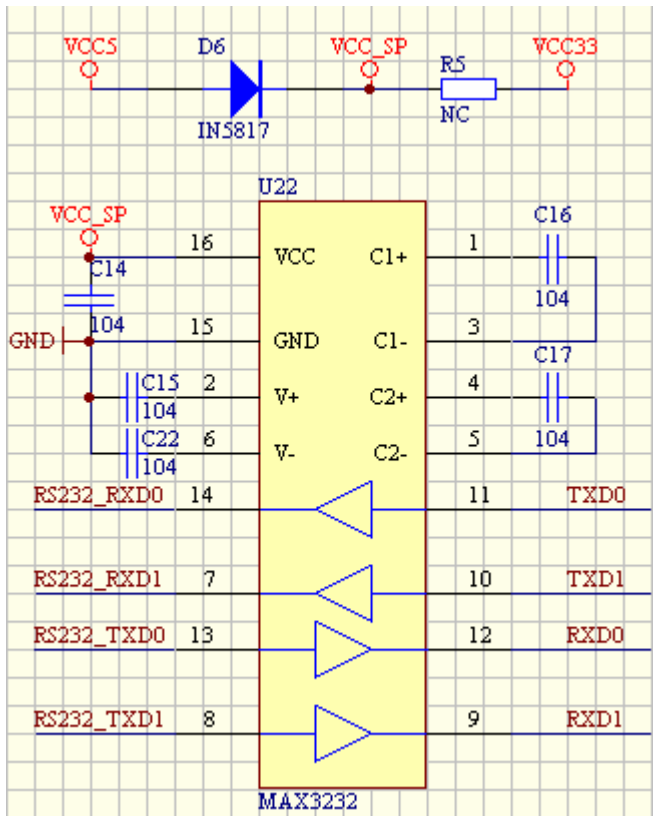 VCC5 D6 VCC_SP VCC33
R5
IN5817 NC
U22
VCC_SP C16
16 VCC C1+ 1
C14
104
104 15 GND C1- 3
GND
C17
C15 2 V+ C2+ 4
104
C22 6 V- C2- 5 104
104
RS232_RXD0 14 11 TXD0
RS232_RXD1 7 10 TXD1
RS232_TXD0 13 12 RXD0
RS232_TXD1 8 9 RXD1
MAX3232